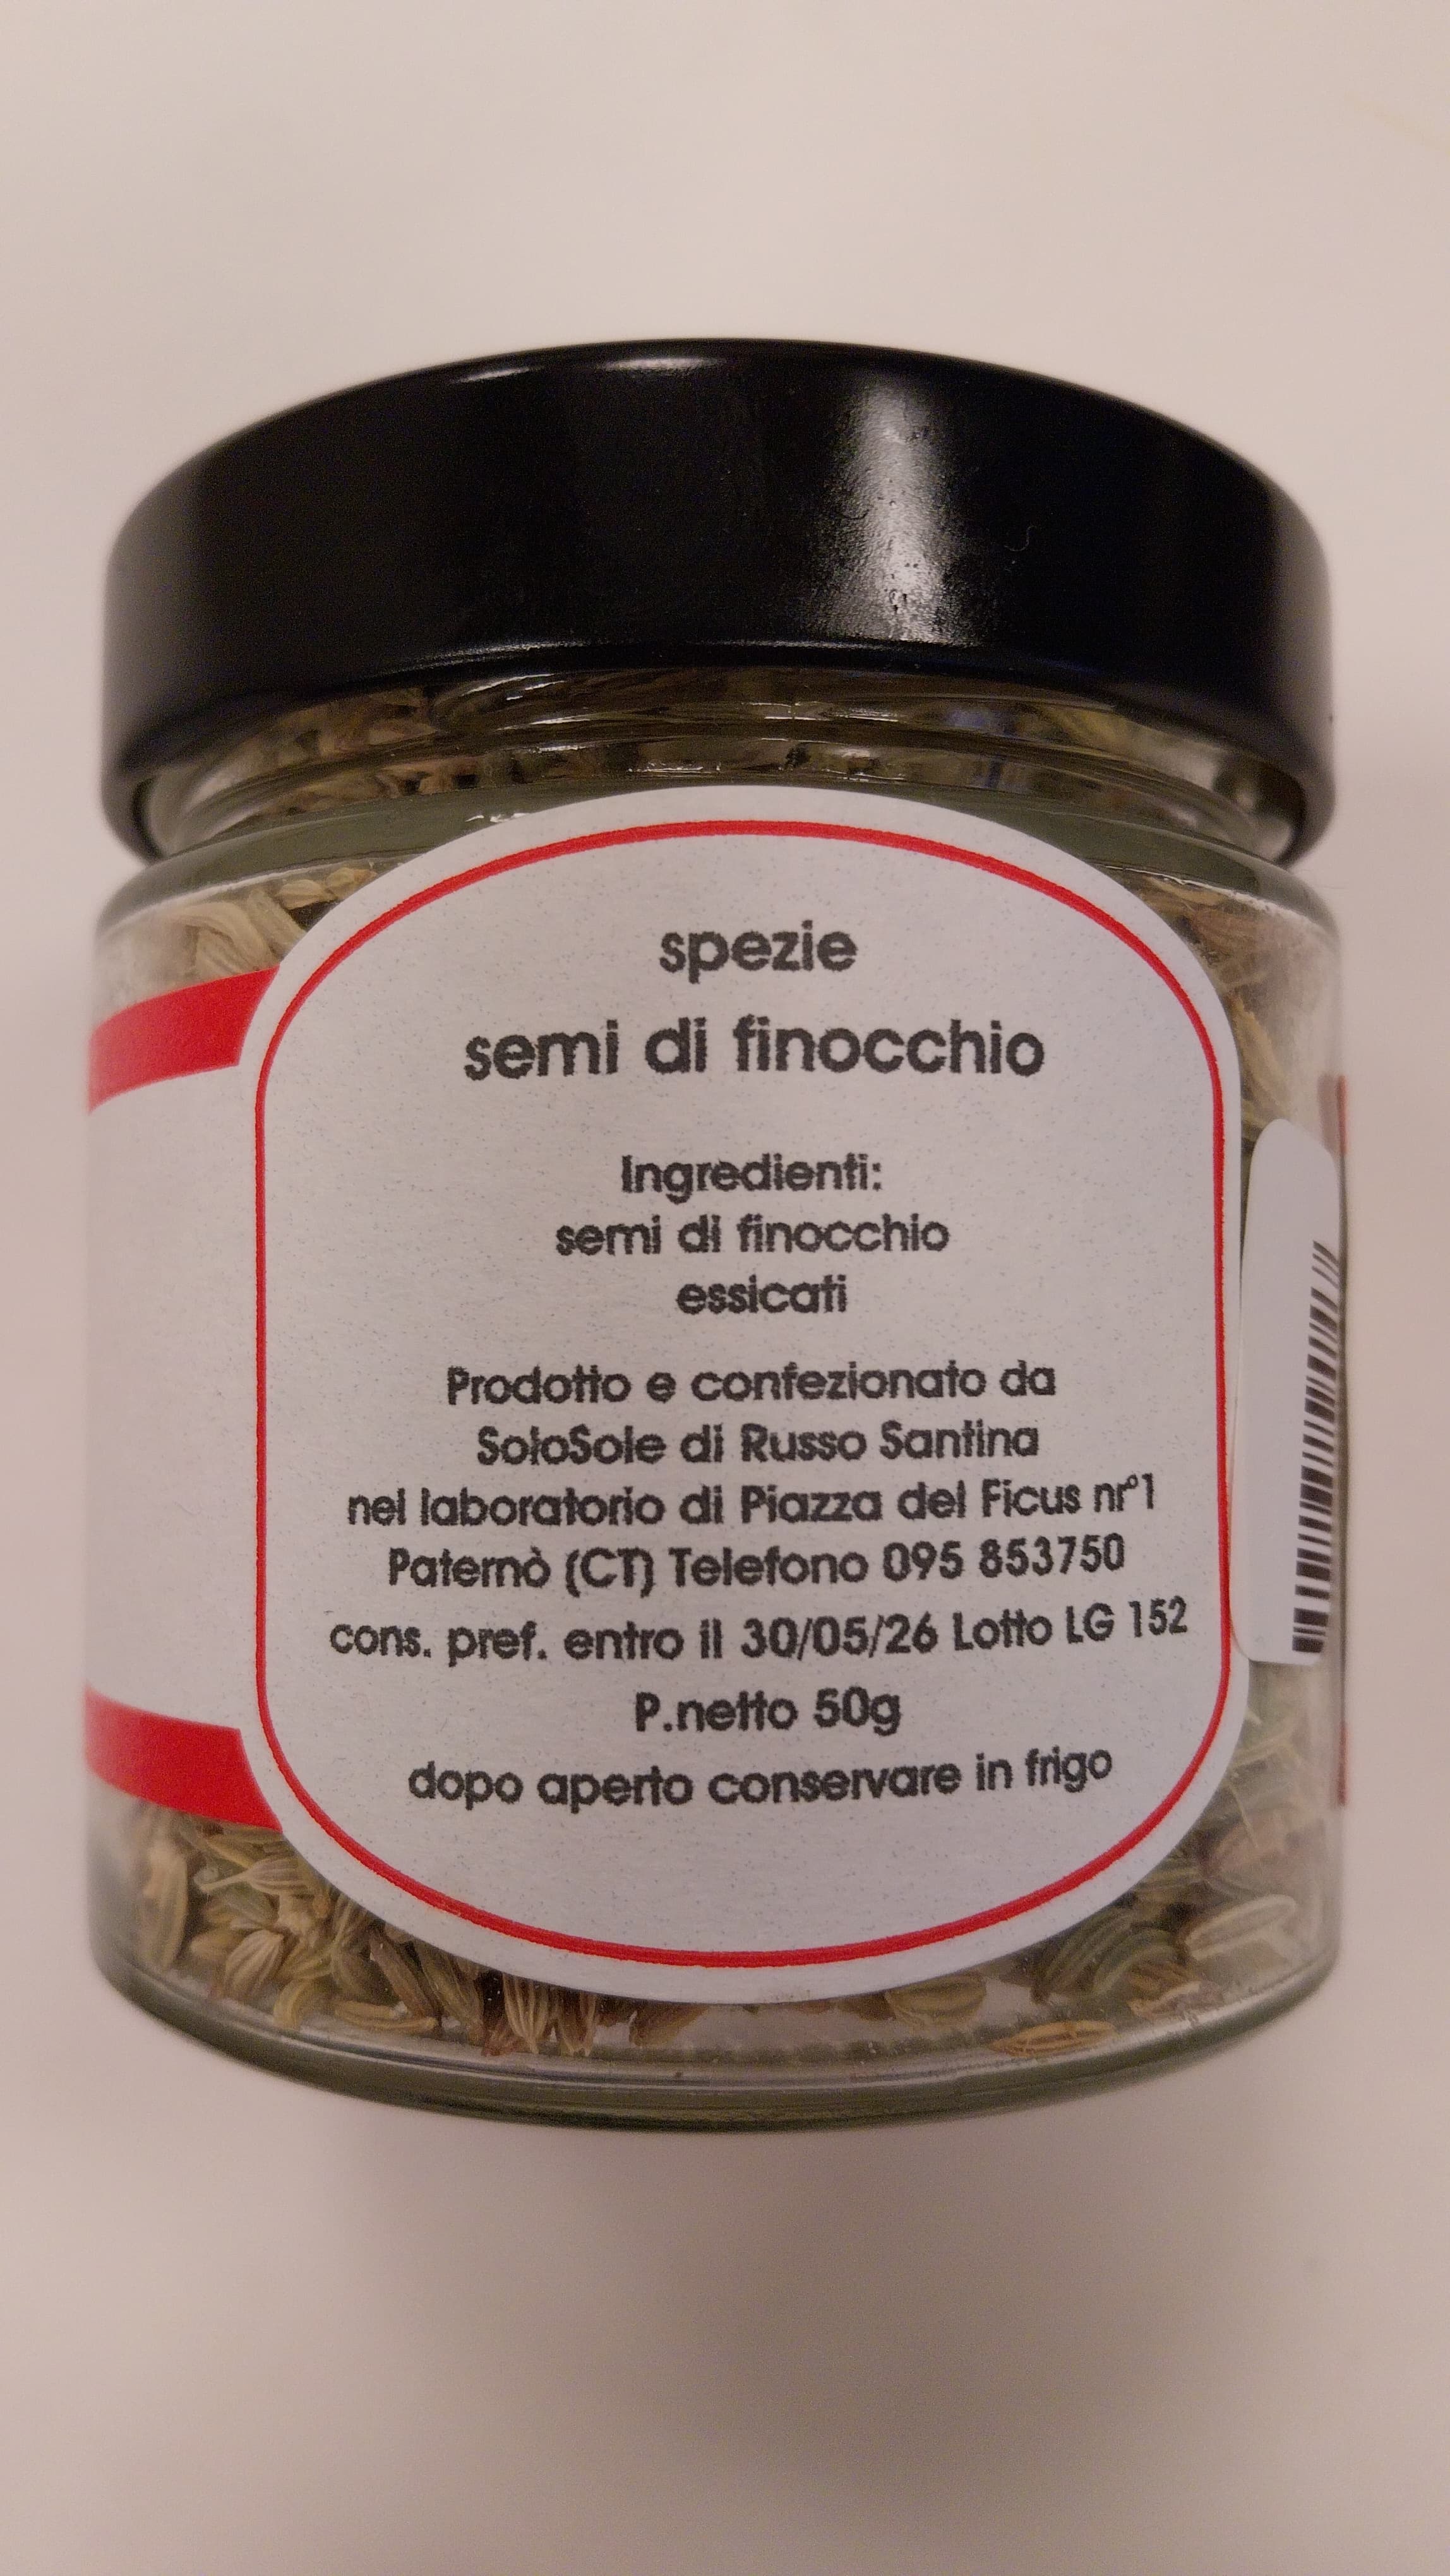 spezie
semi di finocchio
Ingredienti:
semi di finocchio
essicati
Prodotto e confezionato da
SoloSole di Russo Santina
nel laboratorio di Piazza del Ficus nr°1
Paternò (CT) Telefono 095 853750
cons. pref. entro il 30/05/26 Lotto LG 152
P.netto 50g
dopo aperto conservare in frigo